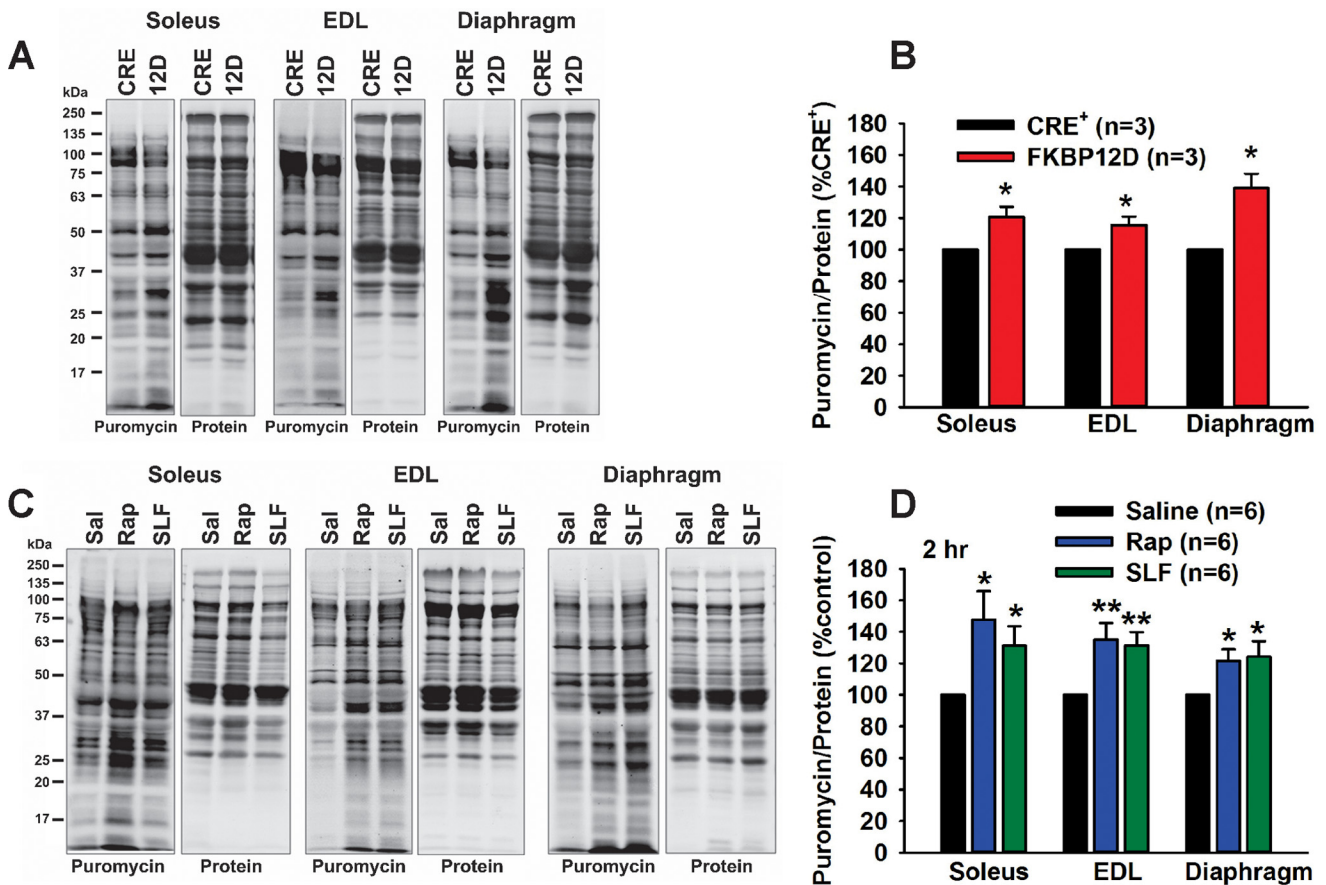 A
Soleus EDL Diaphragm
CRE 12D CRE 12D CRE 12D CRE 12D CRE 12D CRE 12D
kDa
250
135
100
75
63
50
37
25
20
17
Puromycin Protein Puromycin Protein Puromycin Protein
B
Puromycin/Protein (%CRE+)
180
160
140
120
100
80
60
40
20
0
CRE+ (n=3)
FKBP12D (n=3)
* * *
Soleus EDL Diaphragm
C
Soleus EDL Diaphragm
Sal Rap SLF Sal Rap SLF Sal Rap SLF Sal Rap SLF Sal Rap SLF Sal Rap SLF
kDa
250
135
100
75
63
50
37
25
20
17
Puromycin Protein Puromycin Protein Puromycin Protein
D
Puromycin/Protein (%control)
Saline (n=6)
Rap (n=6)
SLF (n=6)
2 hr
180
160
140
120
100
80
60
40
20
0
* * ** ** * *
Soleus EDL Diaphragm